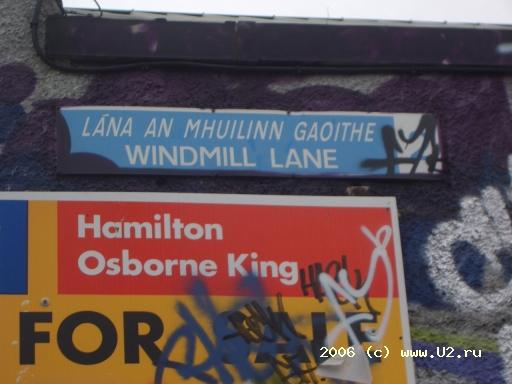 LÁNA AN MHUILINN GAOITHE
WINDMILL LANE
Hamilton
Osborne King
FOR
2006 (c) www.U2.ru